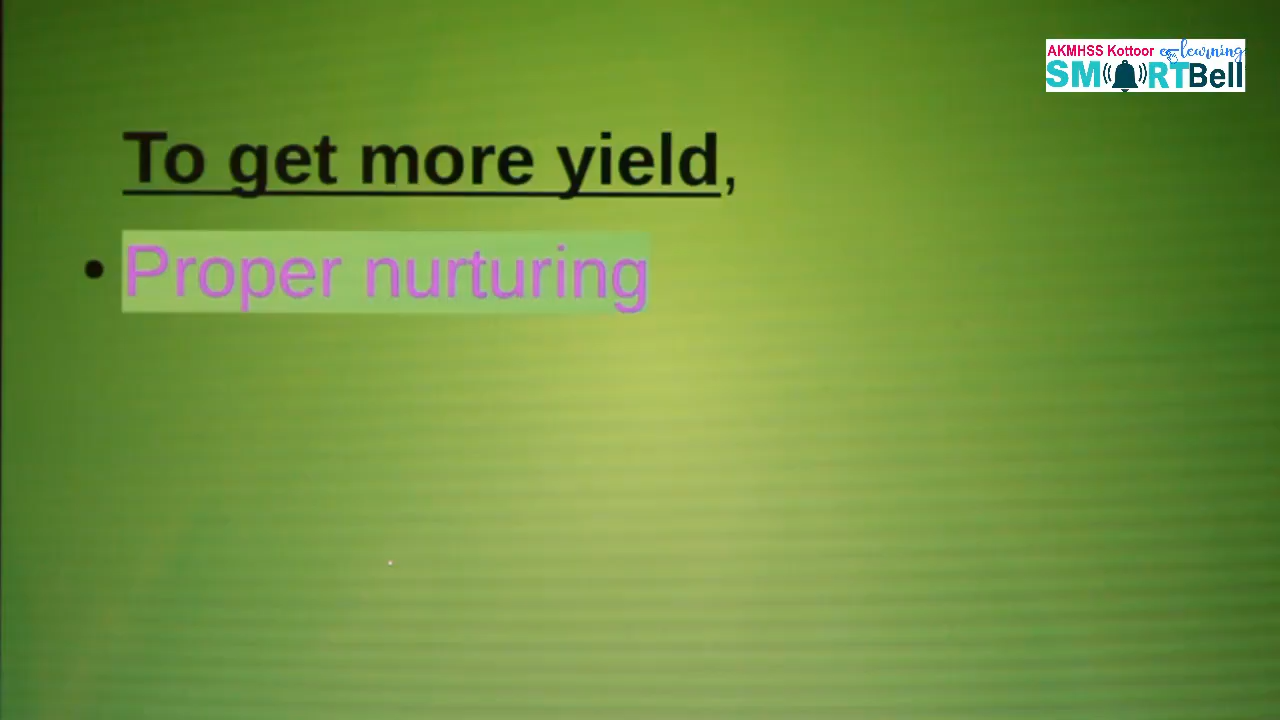 AKMHSS Kottoor e-learning
SMARTBell
To get more yield,
• Proper nurturing